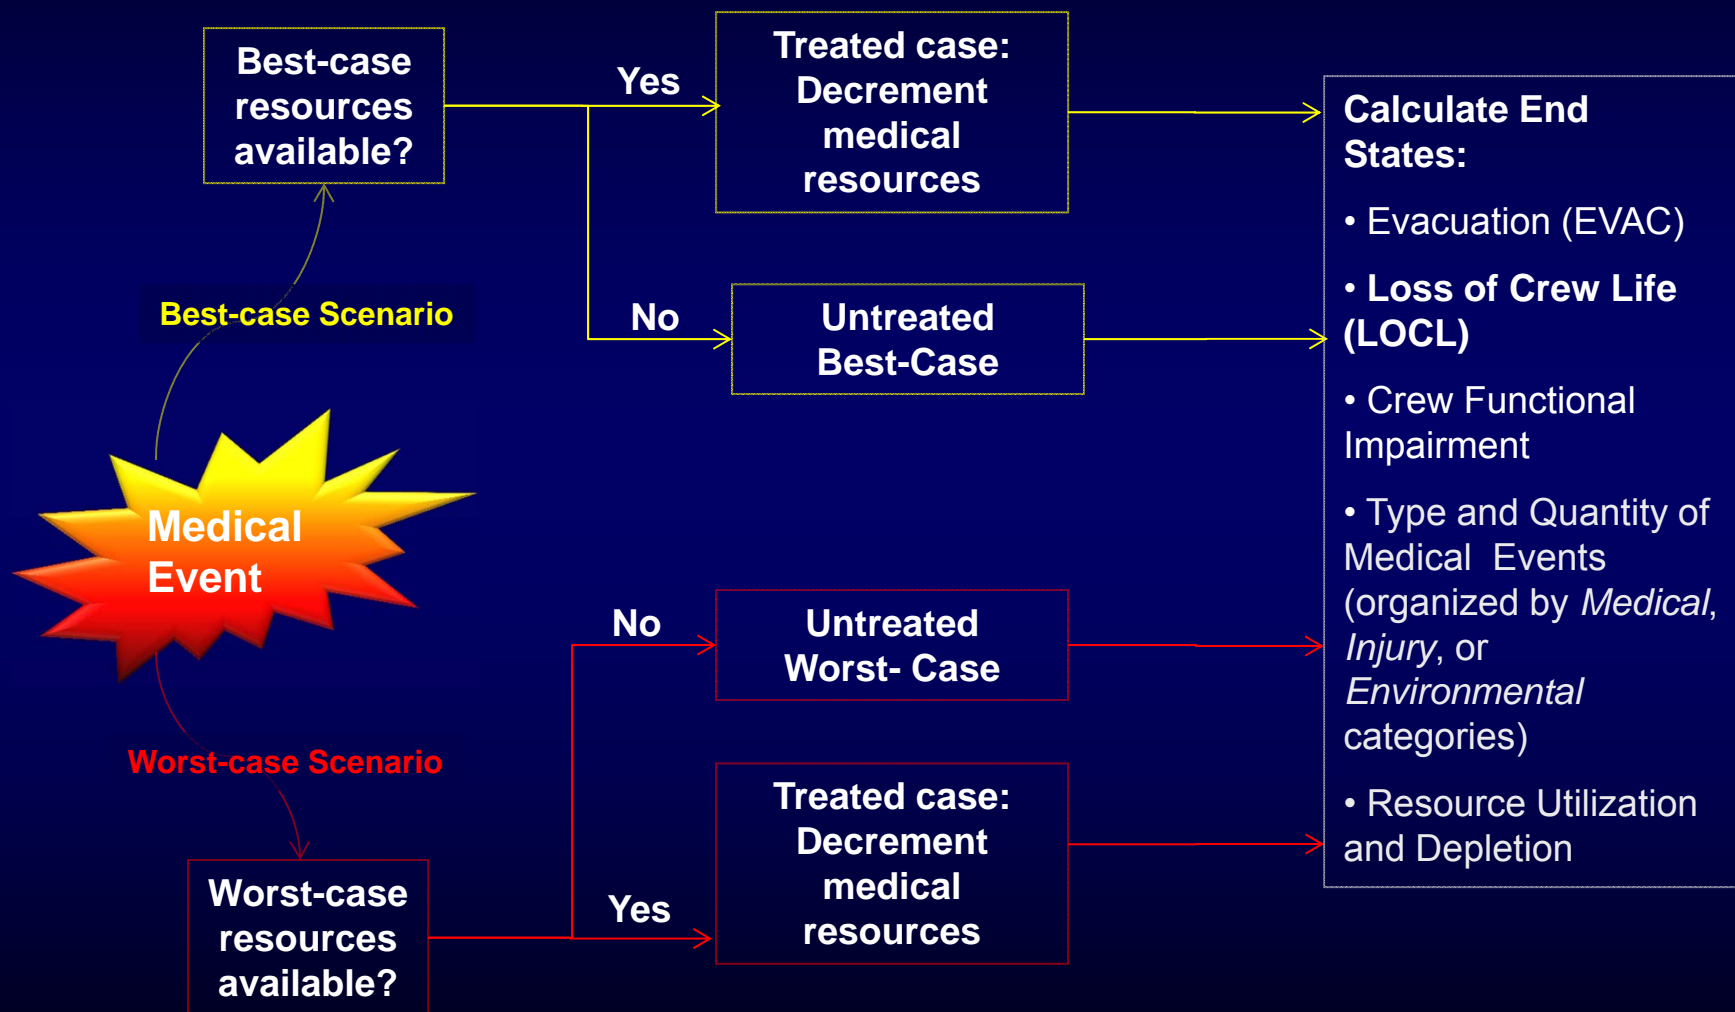 Best-case
resources
available?
Yes
Treated case:
Decrement
medical
resources
No
Untreated
Best-Case
Best-case Scenario
Medical
Event
Worst-case Scenario
Worst-case
resources
available?
No
Untreated
Worst- Case
Yes
Treated case:
Decrement
medical
resources
Calculate End
States:
• Evacuation (EVAC)
• Loss of Crew Life
(LOCL)
• Crew Functional
Impairment
• Type and Quantity of
Medical  Events
(organized by Medical,
Injury, or
Environmental
categories)
• Resource Utilization
and Depletion